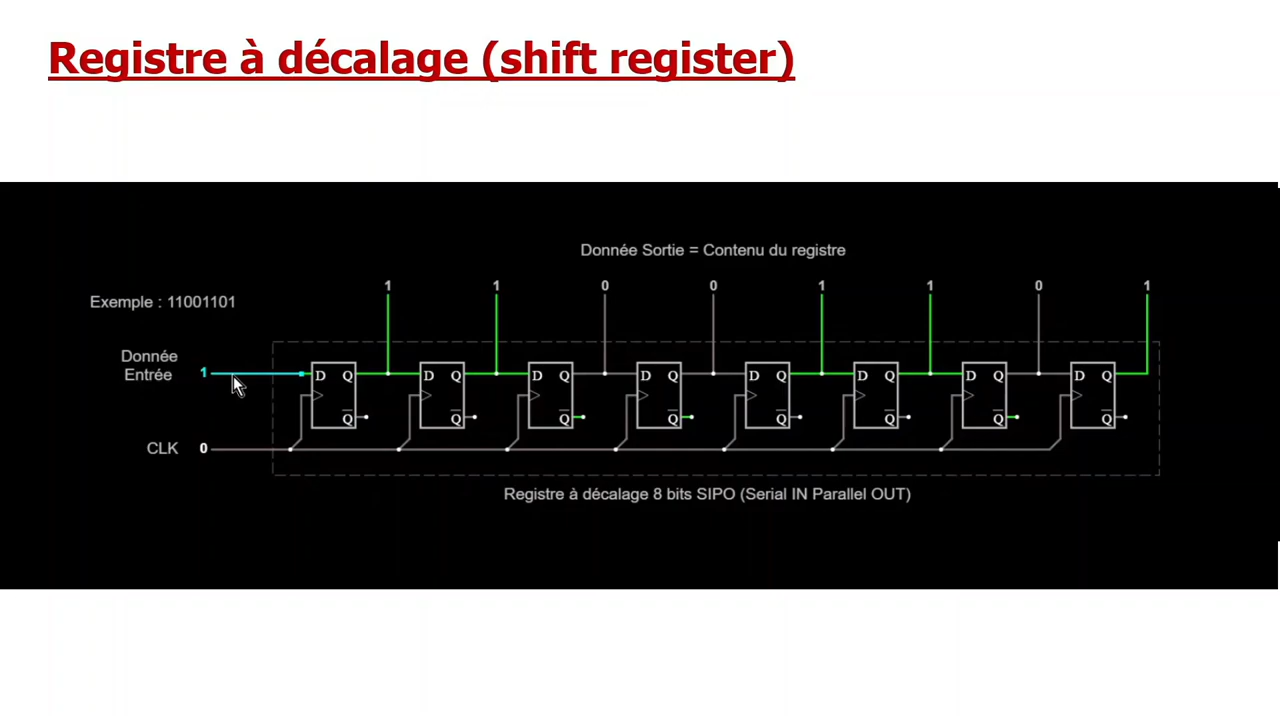 Registre à décalage (shift register)
Donnée Sortie = Contenu du registre
1 1 0 0 1 1 0 1
Exemple : 11001101
Donnée
Entrée 1
D Q D Q D Q D Q D Q D Q D Q D Q
Q Q Q Q Q Q Q Q
CLK 0
Registre à décalage 8 bits SIPO (Serial IN Parallel OUT)